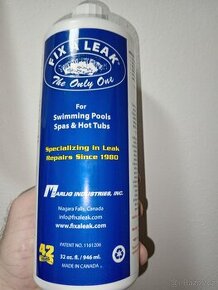 FIX A LEAK
The Only One
For
Swimming Pools
Spas & Hot Tubs
Specializing in Leak
Repairs Since 1980
MARLIG INDUSTRIES, INC.
Niagara Falls, Canada
info@fixaleak.com
www.fixaleak.com
PATENT NO. 1161206
42
32 oz. fl. / 946 ml.
MADE IN CANADA